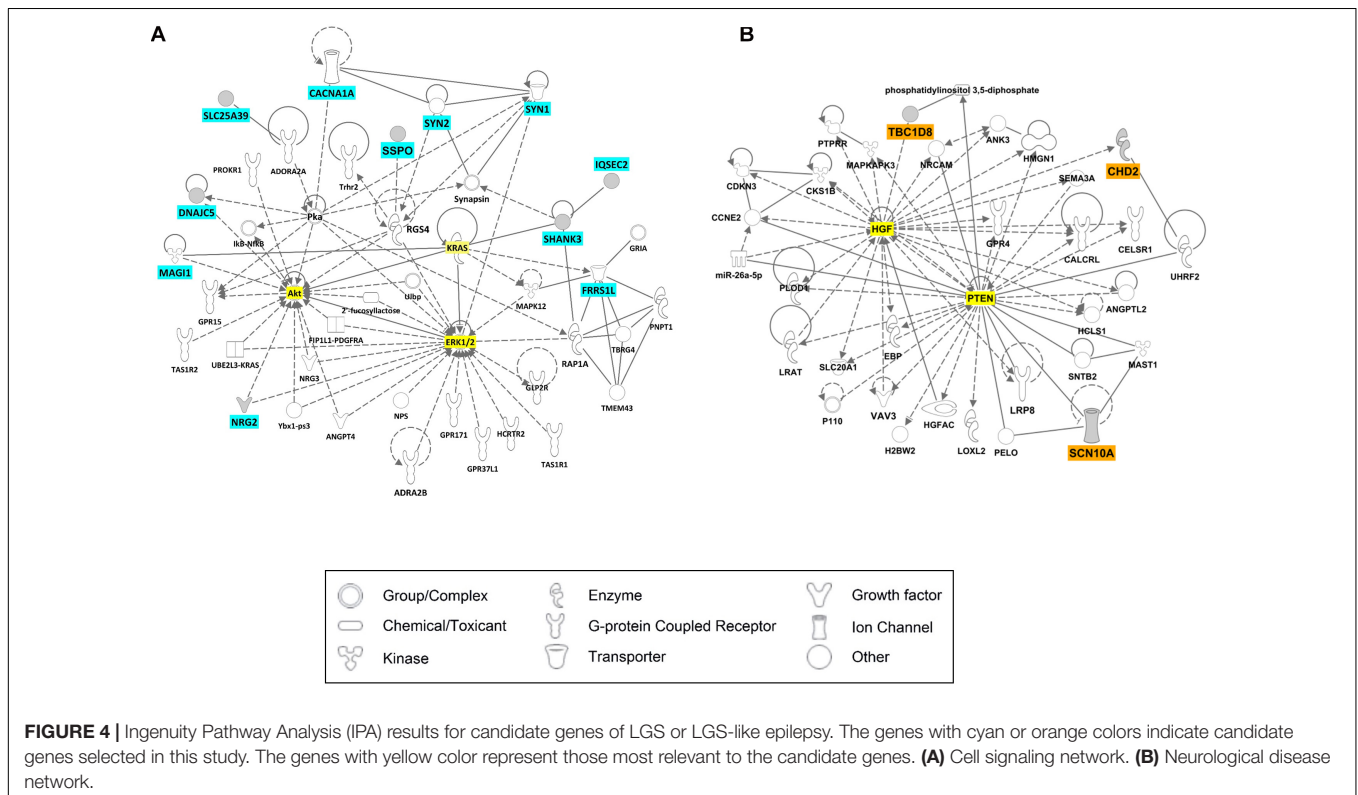 A
B
CACNA1A
SLC25A39
SYN2
SYN1
SSPO
PROKR1
ADORA2A
Trhr2
IQSEC2
Synapsin
DNAJC5
Pka
IkB-NfkB
RGS4
SHANK3
KRAS
GRIA
MAGI1
Akt
Ulbp
MAPK12
FRRS1L
2'-fucosyllactose
GPR15
FIP1L1-PDGFRA
ERK1/2
PNPT1
TAS1R2
UBE2L3-KRAS
NRG3
RAP1A
TBRG4
GLP2R
TMEM43
NRG2
Ybx1-ps3
ANGPT4
NPS
GPR171
HCRTR2
GPR37L1
TAS1R1
ADRA2B
phosphatidylinositol 3,5-diphosphate
TBC1D8
PTPRR
MAPKAPK3
NRCAM
ANK3
HMGN1
CHD2
CDKN3
CKS1B
SEMA3A
CCNE2
HGF
GPR4
CALCRL
CELSR1
UHRF2
miR-26a-5p
PLOD1
PTEN
ANGPTL2
HCLS1
LRAT
SLC20A1
EBP
SNTB2
MAST1
P110
VAV3
HGFAC
LRP8
H2BW2
LOXL2
PELO
SCN10A
Group/Complex
Enzyme
Growth factor
Chemical/Toxicant
G-protein Coupled Receptor
Ion Channel
Kinase
Transporter
Other
FIGURE 4 | Ingenuity Pathway Analysis (IPA) results for candidate genes of LGS or LGS-like epilepsy. The genes with cyan or orange colors indicate candidate
genes selected in this study. The genes with yellow color represent those most relevant to the candidate genes. (A) Cell signaling network. (B) Neurological disease
network.